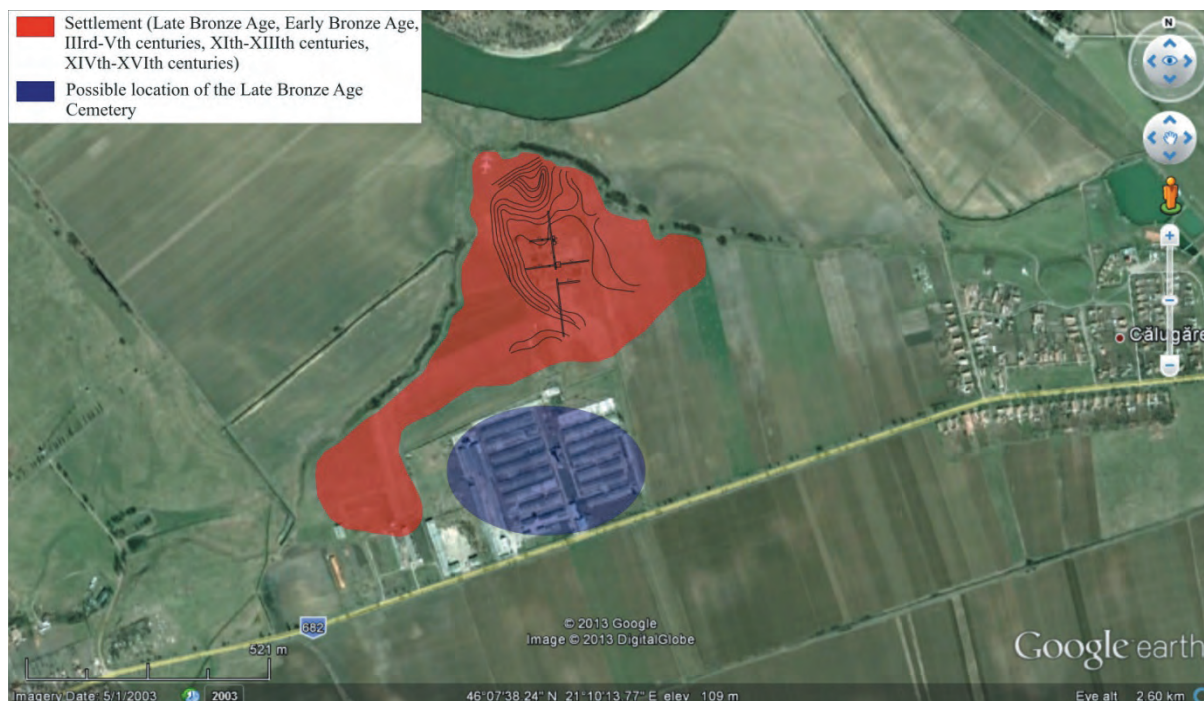 Settlement (Late Bronze Age, Early Bronze Age,
IIIrd-Vth centuries, XIth-XIIIth centuries,
XIVth-XVIth centuries)
Possible location of the Late Bronze Age
Cemetery
N
Călugăre
682
521 m
© 2013 Google
Image © 2013 DigitalGlobe
Google earth
Imagery Date: 5/1/2003
2003
46°07'38.24" N 21°10'13.77" E elev 109 m
Eye alt 2.60 km